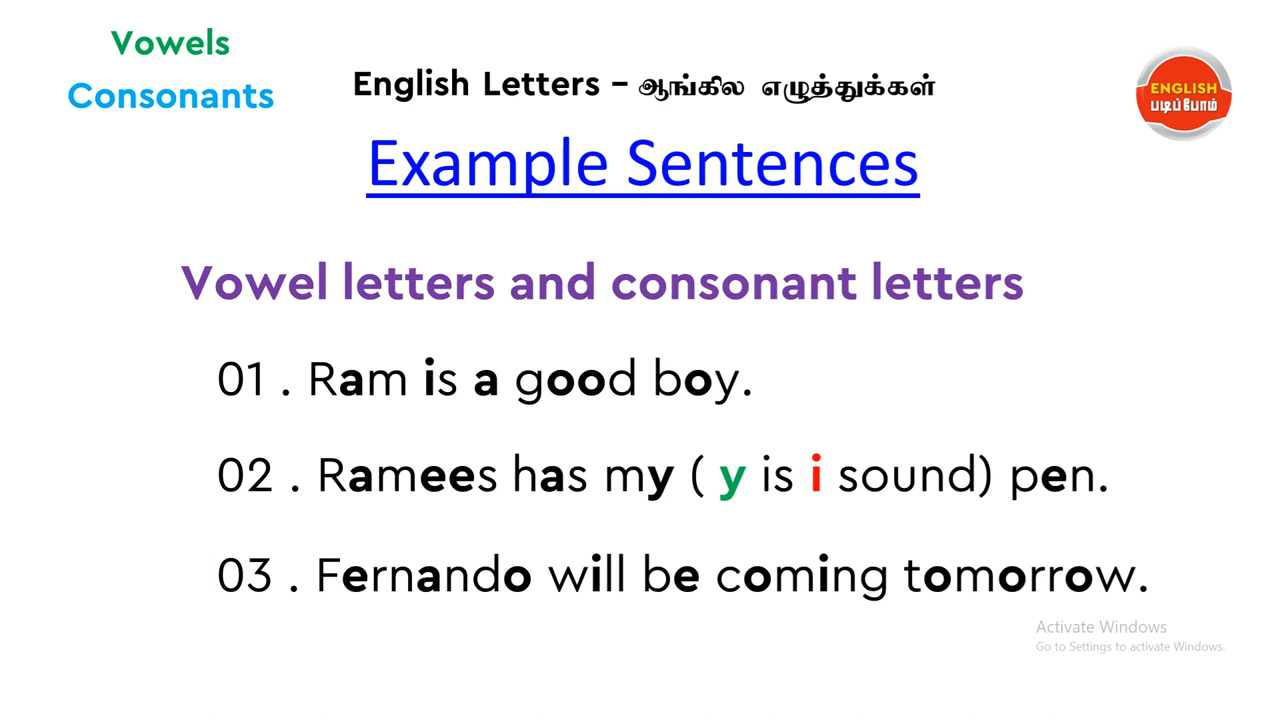 Vowels
Consonants
English Letters – ஆங்கில எழுத்துக்கள்
ENGLISH
படிப்போம்
Example Sentences
Vowel letters and consonant letters
01 . Ram is a good boy.
02 . Ramees has my ( y is i sound) pen.
03 . Fernando will be coming tomorrow.
Activate Windows
Go to Settings to activate Windows.